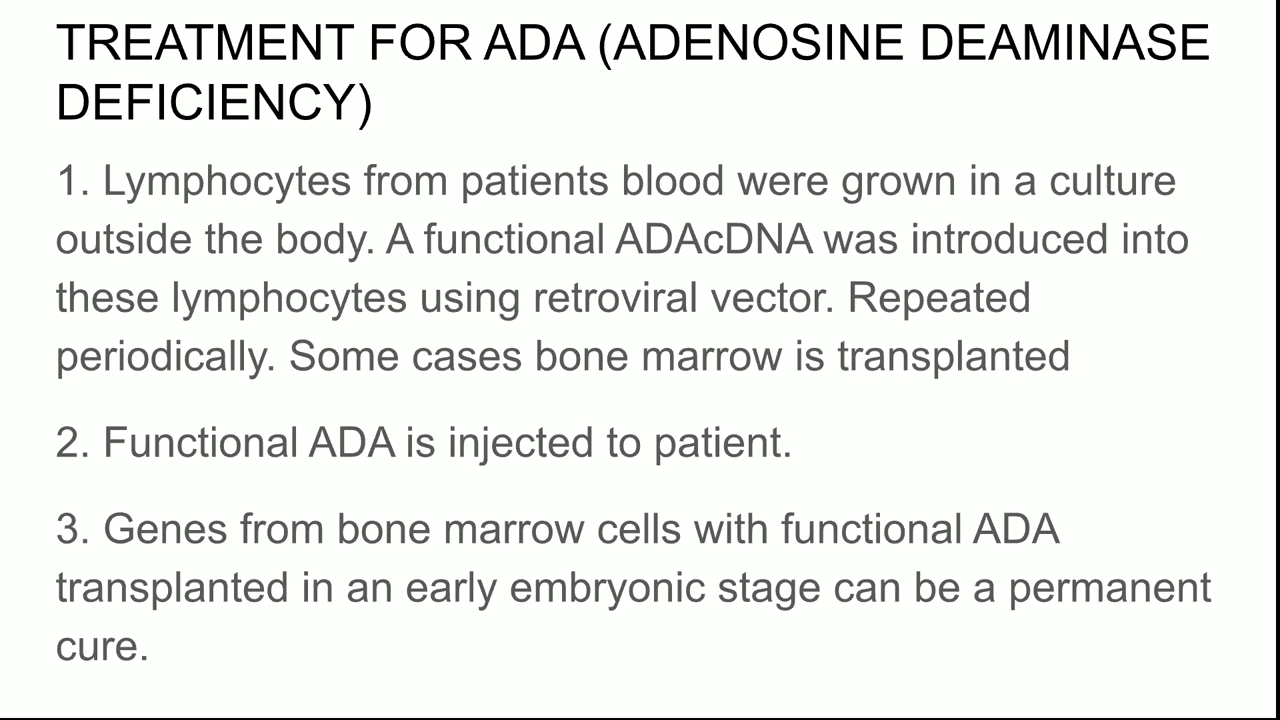 TREATMENT FOR ADA (ADENOSINE DEAMINASE
DEFICIENCY)
1. Lymphocytes from patients blood were grown in a culture
outside the body. A functional ADAcDNA was introduced into
these lymphocytes using retroviral vector. Repeated
periodically. Some cases bone marrow is transplanted
2. Functional ADA is injected to patient.
3. Genes from bone marrow cells with functional ADA
transplanted in an early embryonic stage can be a permanent
cure.